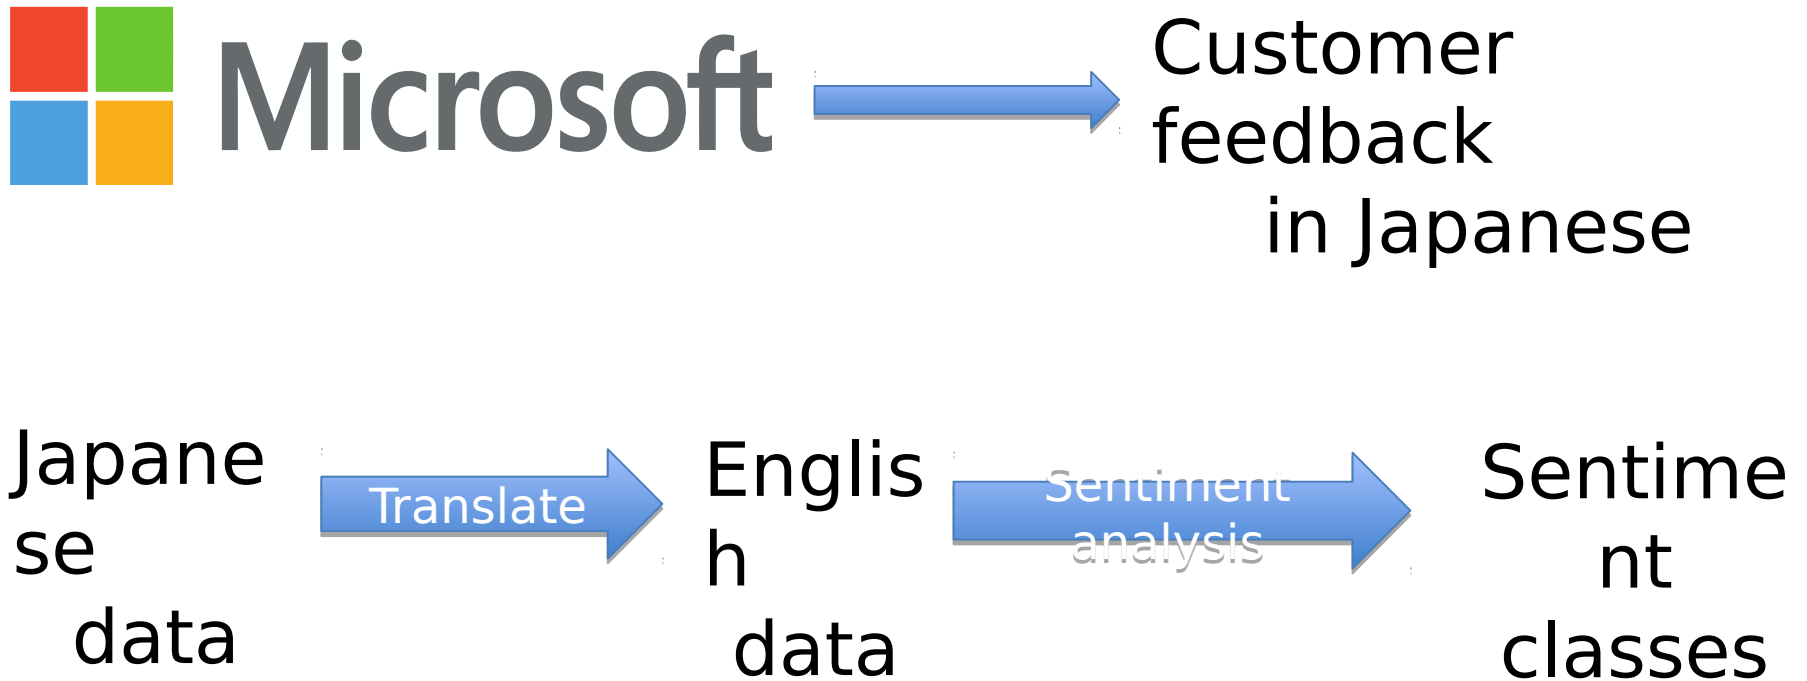 Microsoft
Customer
feedback
in Japanese
Japane
se
data
Translate
Englis
h
data
Sentiment
analysis
Sentime
nt
classes